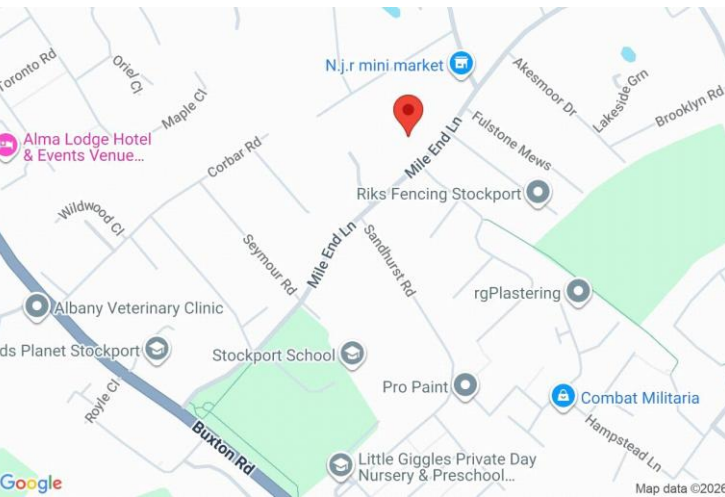 Toronto Rd
Oriel Cl
Maple Cl
N.j.r mini market
Akesmoor Dr
Lakeside Grn
Brooklyn Rd
Alma Lodge Hotel
& Events Venue...
Corbar Rd
Mile End Ln
Fulstone Mews
Riks Fencing Stockport
Wildwood Cl
Seymour Rd
Mile End Ln
Sandhurst Rd
rgPlastering
Albany Veterinary Clinic
ds Planet Stockport
Stockport School
Royle Cl
Pro Paint
Combat Militaria
Buxton Rd
Hampstead Ln
Little Giggles Private Day
Nursery & Preschool...
Google
Map data ©2026